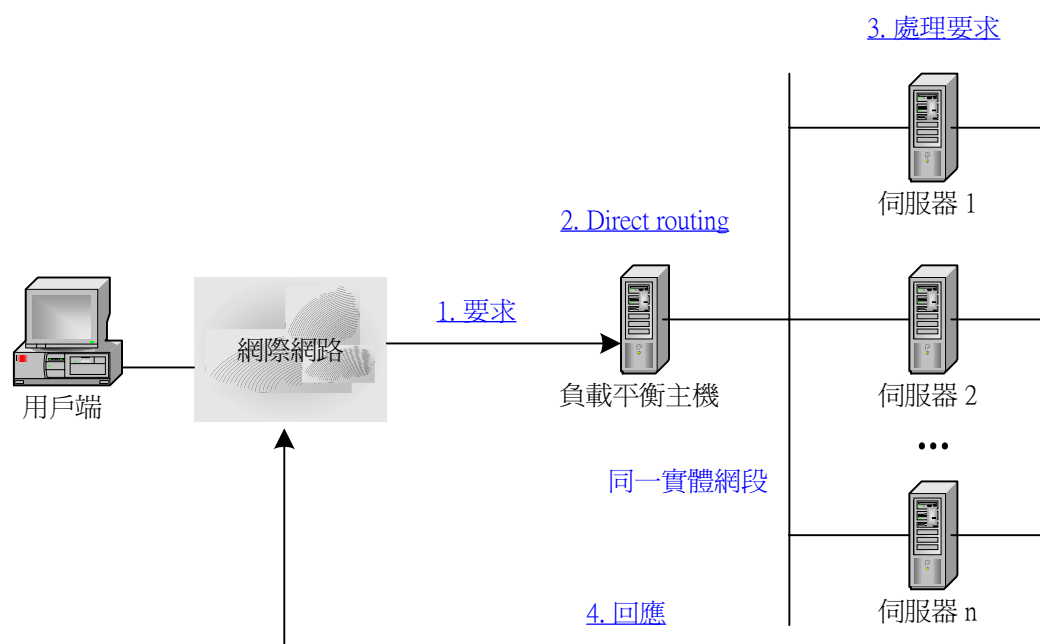 3. 處理要求
伺服器 1
2. Direct routing
1. 要求
網際網路
用戶端
負載平衡主機
伺服器 2
...
同一實體網段
4. 回應
伺服器 n